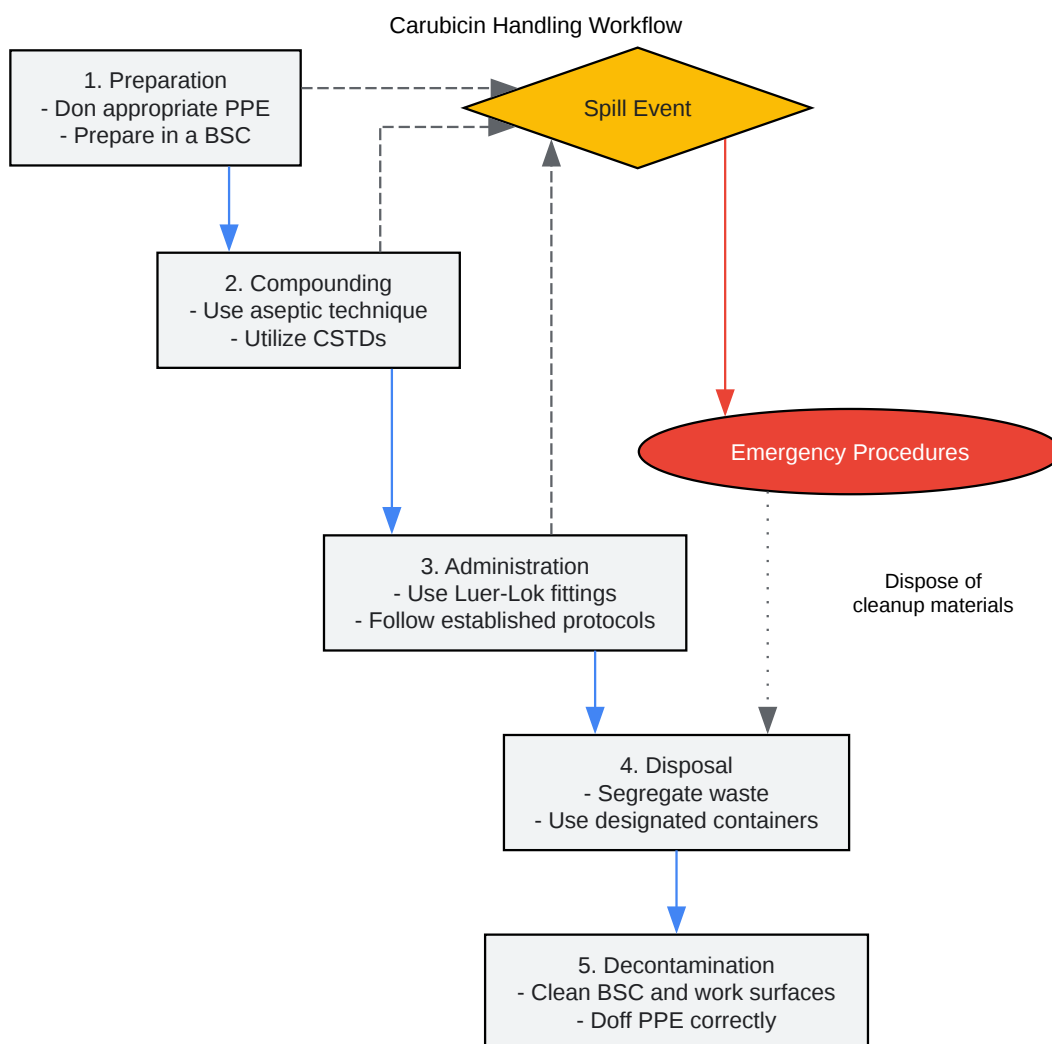 Carubicin Handling Workflow
1. Preparation
- Don appropriate PPE
- Prepare in a BSC
Spill Event
2. Compounding
- Use aseptic technique
- Utilize CSTDs
Emergency Procedures
3. Administration
- Use Luer-Lok fittings
- Follow established protocols
Dispose of
cleanup materials
4. Disposal
- Segregate waste
- Use designated containers
5. Decontamination
- Clean BSC and work surfaces
- Doff PPE correctly